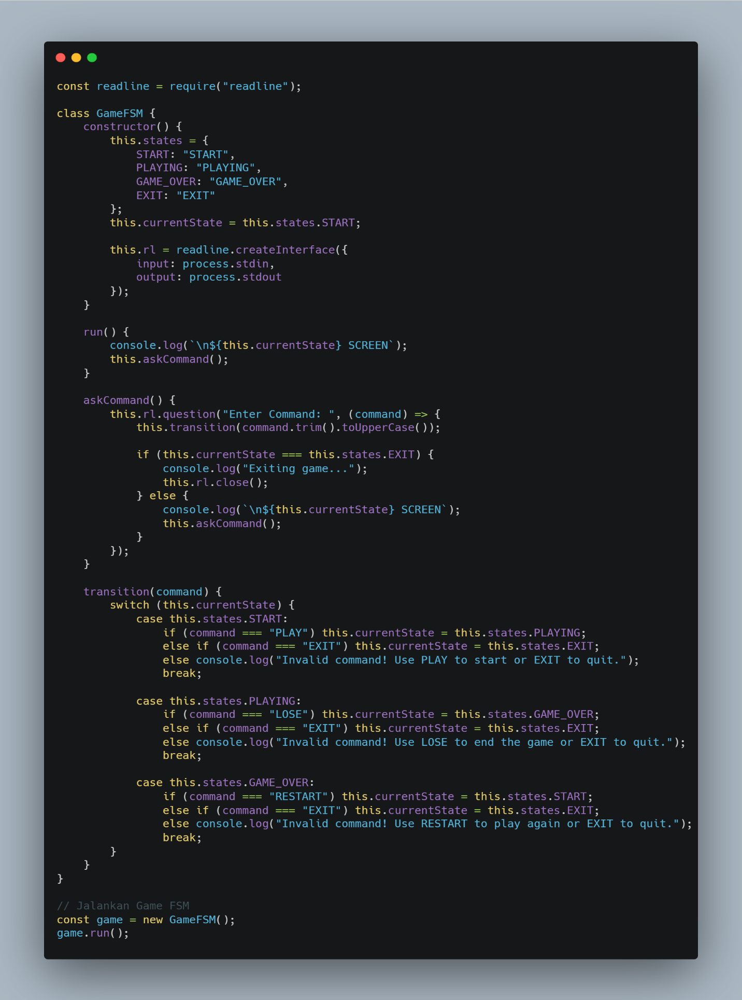 const readline = require("readline");

class GameFSM {
    constructor() {
        this.states = {
            START: "START",
            PLAYING: "PLAYING",
            GAME_OVER: "GAME_OVER",
            EXIT: "EXIT"
        };
        this.currentState = this.states.START;

        this.rl = readline.createInterface({
            input: process.stdin,
            output: process.stdout
        });
    }

    run() {
        console.log(`\n${this.currentState} SCREEN`);
        this.askCommand();
    }

    askCommand() {
        this.rl.question("Enter Command: ", (command) => {
            this.transition(command.trim().toUpperCase());

            if (this.currentState === this.states.EXIT) {
                console.log("Exiting game...");
                this.rl.close();
            } else {
                console.log(`\n${this.currentState} SCREEN`);
                this.askCommand();
            }
        });
    }

    transition(command) {
        switch (this.currentState) {
            case this.states.START:
                if (command === "PLAY") this.currentState = this.states.PLAYING;
                else if (command === "EXIT") this.currentState = this.states.EXIT;
                else console.log("Invalid command! Use PLAY to start or EXIT to quit.");
                break;

            case this.states.PLAYING:
                if (command === "LOSE") this.currentState = this.states.GAME_OVER;
                else if (command === "EXIT") this.currentState = this.states.EXIT;
                else console.log("Invalid command! Use LOSE to end the game or EXIT to quit.");
                break;

            case this.states.GAME_OVER:
                if (command === "RESTART") this.currentState = this.states.START;
                else if (command === "EXIT") this.currentState = this.states.EXIT;
                else console.log("Invalid command! Use RESTART to play again or EXIT to quit.");
                break;
        }
    }
}

// Jalankan Game FSM
const game = new GameFSM();
game.run();